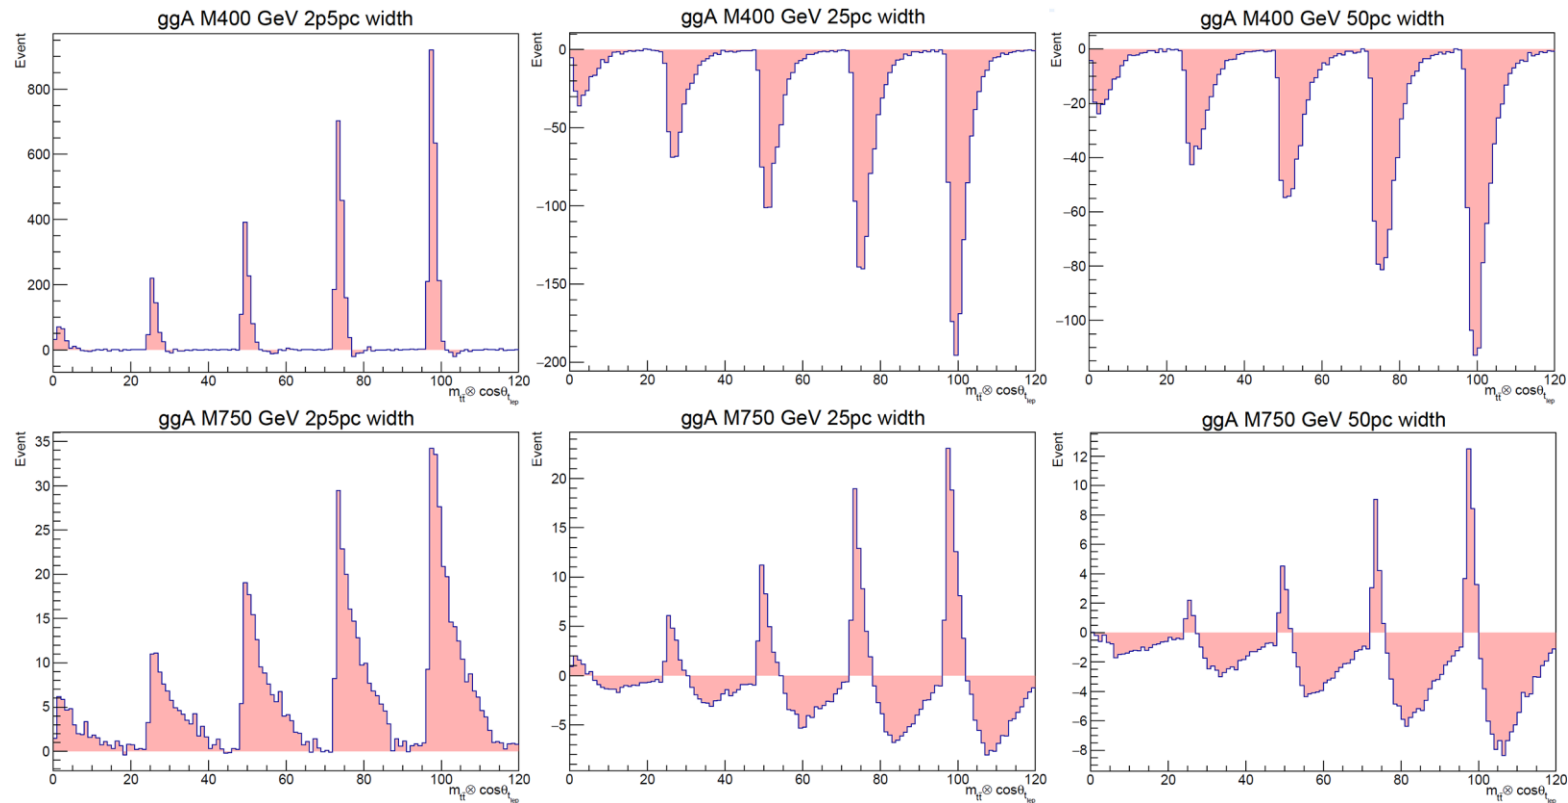 ggA M400 GeV 2p5pc width
Event
800
600
400
200
0
0 20 40 60 80 100 120
m_tt̄ ⊗ cosθ_t_lep
ggA M400 GeV 25pc width
Event
0
−50
−100
−150
−200
0 20 40 60 80 100 120
m_tt̄ ⊗ cosθ_t_lep
ggA M400 GeV 50pc width
Event
0
−20
−40
−60
−80
−100
0 20 40 60 80 100 120
m_tt̄ ⊗ cosθ_t_lep
ggA M750 GeV 2p5pc width
Event
35
30
25
20
15
10
5
0
0 20 40 60 80 100 120
m_tt̄ ⊗ cosθ_t_lep
ggA M750 GeV 25pc width
Event
20
15
10
5
0
−5
0 20 40 60 80 100 120
m_tt̄ ⊗ cosθ_t_lep
ggA M750 GeV 50pc width
Event
12
10
8
6
4
2
0
−2
−4
−6
−8
0 20 40 60 80 100 120
m_tt̄ ⊗ cosθ_t_lep